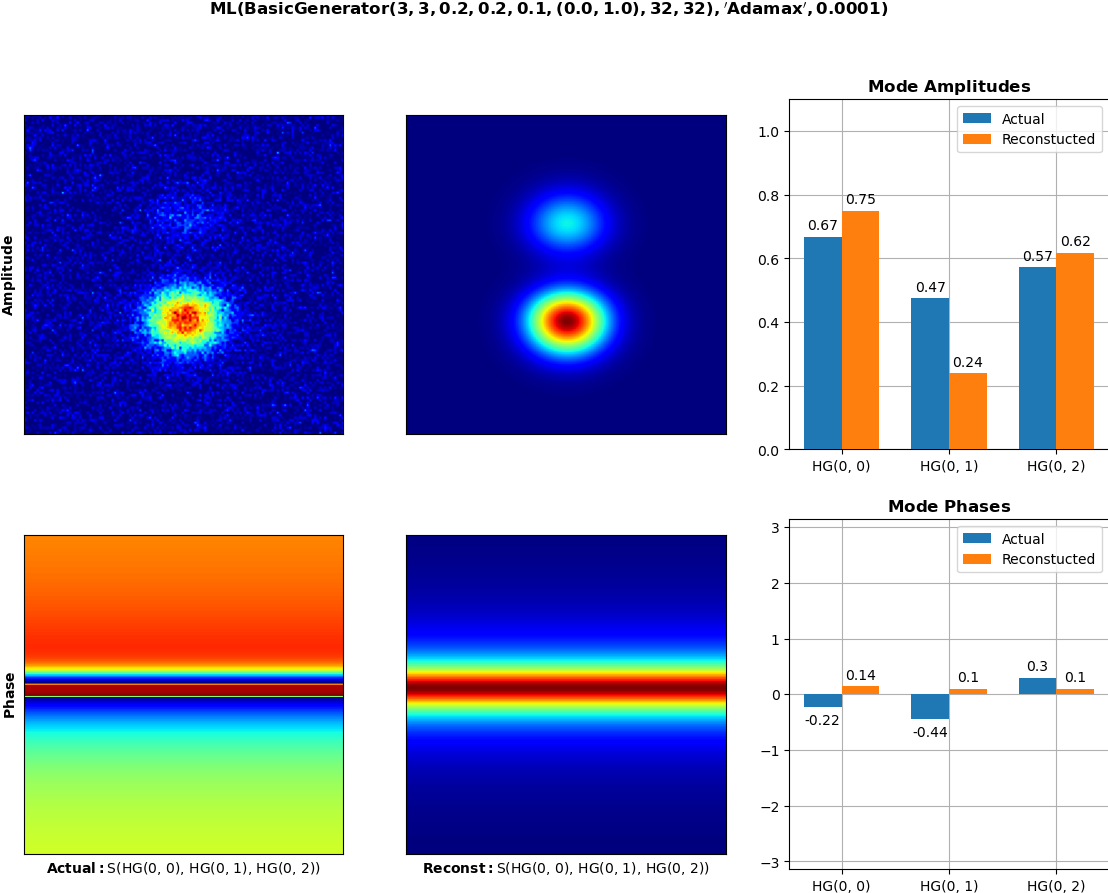 ML(BasicGenerator(3, 3, 0.2, 0.2, 0.1, (0.0, 1.0), 32, 32), ′Adamax′, 0.0001)
Amplitude
Mode Amplitudes
Actual
Reconstucted
1.0
0.8
0.6
0.4
0.2
0.0
0.67
0.75
0.47
0.24
0.57
0.62
HG(0, 0)
HG(0, 1)
HG(0, 2)
Phase
Actual: S(HG(0, 0), HG(0, 1), HG(0, 2))
Reconst: S(HG(0, 0), HG(0, 1), HG(0, 2))
Mode Phases
Actual
Reconstucted
3
2
1
0
−1
−2
−3
-0.22
0.14
-0.44
0.1
0.3
0.1
HG(0, 0)
HG(0, 1)
HG(0, 2)